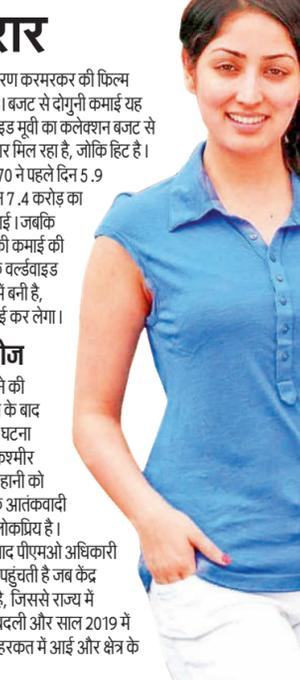 रार
रण करमरकर की फिल्म
। बजट से दोगुनी कमाई यह
इड मूवी का कलेक्शन बजट से
ार मिल रहा है, जोकि हिट है।
70 ने पहले दिन 5.9
न 7.4 करोड़ का
ाई । जबकि
की कमाई की
वर्ल्डवाइड
में बनी है,
ई कर लेगा।
ीज
ने की
के बाद
घटना
कश्मीर
हानी को
आतंकवादी
लोकप्रिय है।
ाद पीएमओ अधिकारी
पहुंचती है जब केंद्र
है, जिससे राज्य में
बदली और साल 2019 में
हरकत में आई और क्षेत्र के